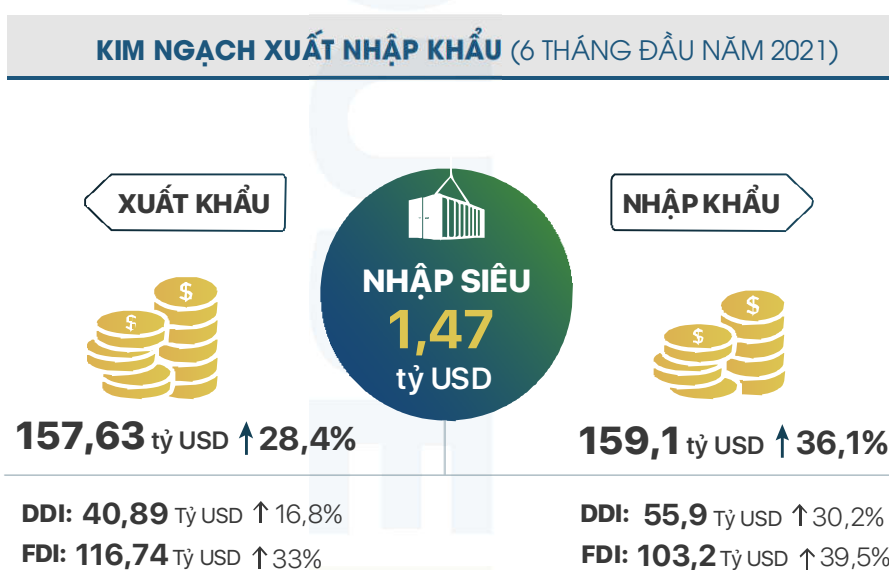 KIM NGẠCH XUẤT NHẬP KHẨU (6 THÁNG ĐẦU NĂM 2021)
XUẤT KHẨU
NHẬP KHẨU
NHẬP SIÊU
1,47
tỷ USD
$
$
$
$
157,63 tỷ USD ↑ 28,4%
159,1 tỷ USD ↑ 36,1%
DDI: 40,89 Tỷ USD ↑ 16,8%
FDI: 116,74 Tỷ USD ↑ 33%
DDI: 55,9 Tỷ USD ↑ 30,2%
FDI: 103,2 Tỷ USD ↑ 39,5%